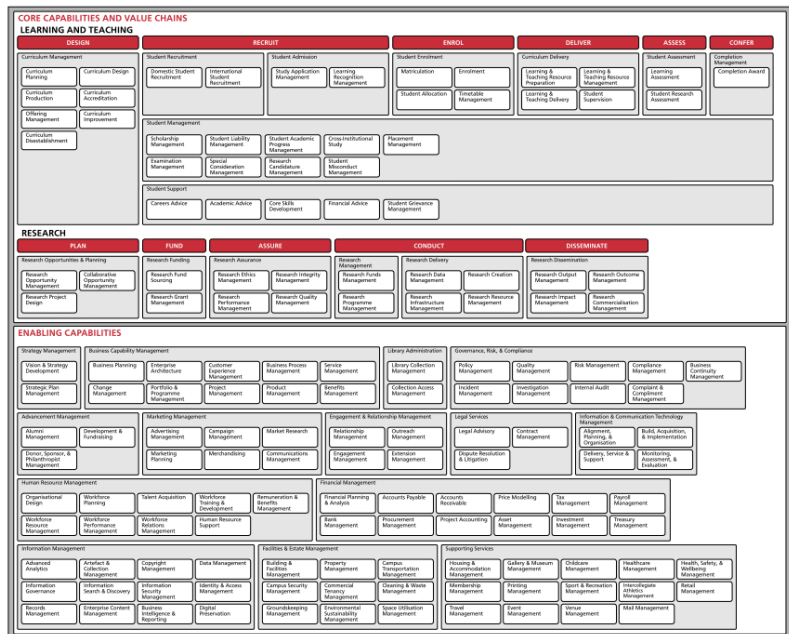 CORE CAPABILITIES AND VALUE CHAINS
LEARNING AND TEACHING
DESIGN
RECRUIT
ENROL
DELIVER
ASSESS
CONFER
Curriculum Management
Curriculum
Planning
Curriculum Design
Curriculum
Production
Curriculum
Accreditation
Offering
Management
Curriculum
Improvement
Curriculum
Disestablishment
Student Recruitment
Domestic Student
Recruitment
International
Student
Recruitment
Student Admission
Study Application
Management
Learning
Recognition
Management
Student Enrolment
Matriculation
Enrolment
Student Allocation
Timetable
Management
Curriculum Delivery
Learning &
Teaching Resource
Preparation
Learning &
Teaching Resource
Management
Learning &
Teaching Delivery
Student
Supervision
Student Assessment
Learning
Assessment
Student Research
Assessment
Completion
Management
Completion Award
Student Management
Scholarship
Management
Student Liability
Management
Student Academic
Progress
Management
Cross-Institutional
Study
Placement
Management
Examination
Management
Special
Consideration
Management
Research
Candidature
Management
Student
Misconduct
Management
Student Support
Careers Advice
Academic Advice
Core Skills
Development
Financial Advice
Student Grievance
Management
RESEARCH
PLAN
FUND
ASSURE
CONDUCT
DISSEMINATE
Research Opportunities & Planning
Research
Opportunity
Management
Collaborative
Opportunity
Management
Research Project
Design
Research Funding
Research Fund
Sourcing
Research Grant
Management
Research Assurance
Research Ethics
Management
Research Integrity
Management
Research
Performance
Management
Research Quality
Management
Research
Management
Research Funds
Management
Research
Programme
Management
Research Delivery
Research Data
Management
Research Creation
Research
Infrastructure
Management
Research Resource
Management
Research Dissemination
Research Output
Management
Research Outcome
Management
Research Impact
Management
Research
Commercialisation
Management
ENABLING CAPABILITIES
Strategy Management
Vision & Strategy
Development
Strategic Plan
Management
Business Capability Management
Business Planning
Enterprise
Architecture
Customer
Experience
Management
Business Process
Management
Service
Management
Change
Management
Portfolio &
Programme
Management
Project
Management
Product
Management
Benefits
Management
Library Administration
Library Collection
Management
Collection Access
Management
Governance, Risk, & Compliance
Policy
Management
Quality
Management
Risk Management
Compliance
Management
Business
Continuity
Management
Incident
Management
Investigation
Management
Internal Audit
Complaint &
Compliment
Management
Advancement Management
Alumni
Management
Development &
Fundraising
Donor, Sponsor, &
Philanthropist
Management
Marketing Management
Advertising
Management
Campaign
Management
Market Research
Marketing
Planning
Merchandising
Communications
Management
Engagement & Relationship Management
Relationship
Management
Outreach
Management
Engagement
Management
Extension
Management
Legal Services
Legal Advisory
Contract
Management
Dispute Resolution
& Litigation
Information & Communication Technology
Management
Alignment,
Planning, &
Organisation
Build, Acquisition,
& Implementation
Delivery, Service &
Support
Monitoring,
Assessment, &
Evaluation
Human Resource Management
Organisational
Design
Workforce
Planning
Talent Acquisition
Workforce
Training &
Development
Remuneration &
Benefits
Management
Workforce
Resource
Management
Workforce
Performance
Management
Workforce
Relations
Management
Human Resource
Support
Financial Management
Financial Planning
& Analysis
Accounts Payable
Accounts
Receivable
Price Modelling
Tax
Management
Payroll
Management
Bank
Management
Procurement
Management
Project Accounting
Asset
Management
Investment
Management
Treasury
Management
Information Management
Advanced
Analytics
Artefact &
Collection
Management
Copyright
Management
Data Management
Information
Governance
Information
Search & Discovery
Information
Security
Management
Identity & Access
Management
Records
Management
Enterprise Content
Management
Business
Intelligence &
Reporting
Digital
Preservation
Facilities & Estate Management
Building &
Facilities
Management
Property
Management
Campus
Transportation
Management
Campus Security
Management
Commercial
Tenancy
Management
Cleaning & Waste
Management
Groundskeeping
Management
Environmental
Sustainability
Management
Space Utilisation
Management
Supporting Services
Housing &
Accommodation
Management
Gallery & Museum
Management
Childcare
Management
Healthcare
Management
Health, Safety, &
Wellbeing
Management
Membership
Management
Printing
Management
Sport & Recreation
Management
Intercollegiate
Athletics
Management
Retail
Management
Travel
Management
Event
Management
Venue
Management
Mail Management